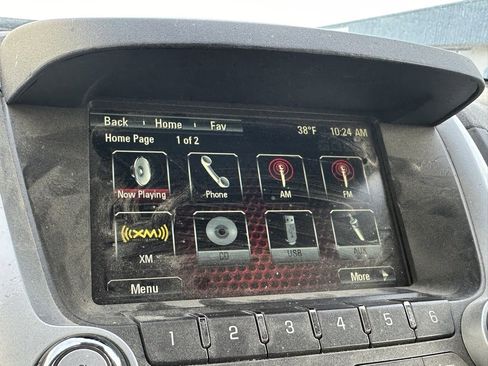 Back Home Fav 38°F 10:24 AM
Home Page 1 of 2
Now Playing Phone AM FM
XM
XM CD USB AUX
Menu More
1 2 3 4 5 6